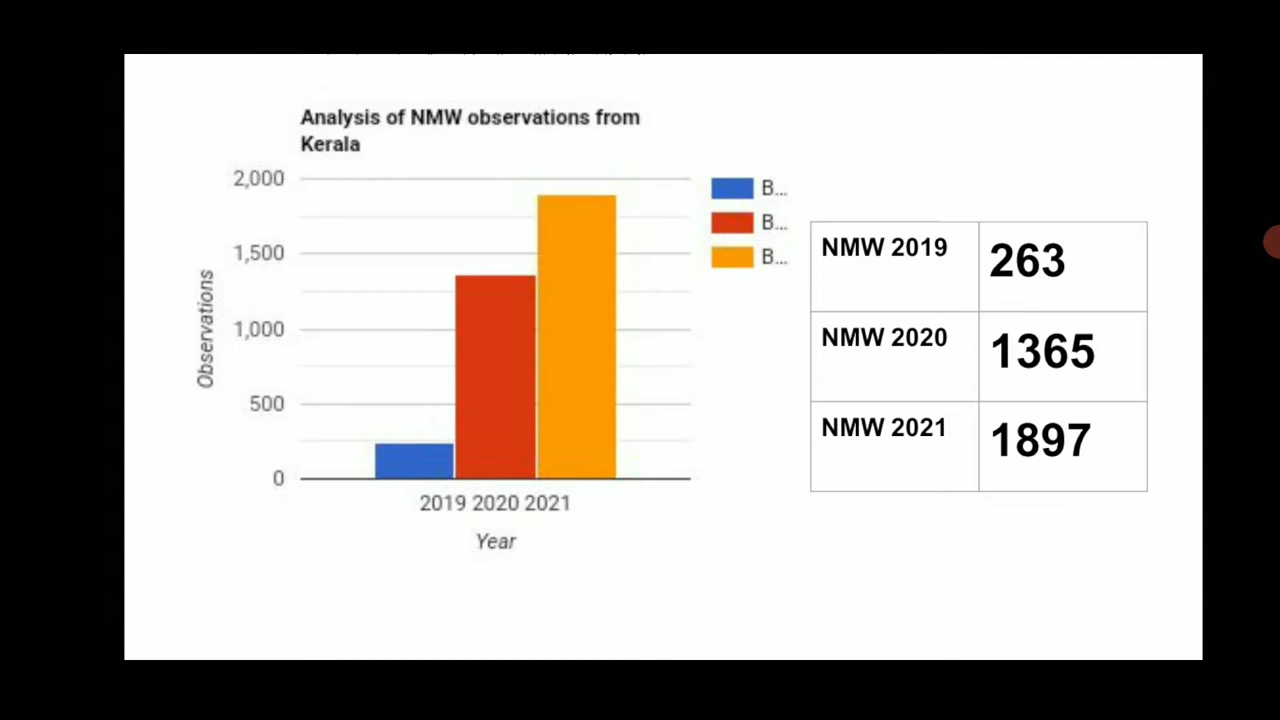 Analysis of NMW observations from
Kerala
2,000
1,500
1,000
500
0
Observations
2019 2020 2021
Year
B...
B...
B...
NMW 2019 263
NMW 2020 1365
NMW 2021 1897